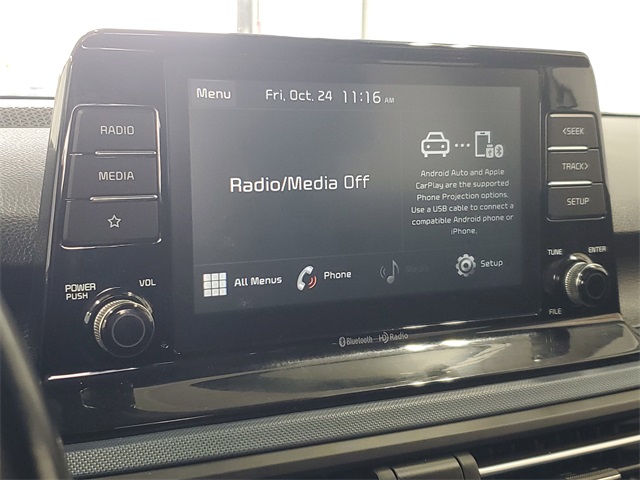 Menu Fri, Oct. 24 11:16 AM
RADIO
MEDIA
POWER
PUSH
VOL
Radio/Media Off
Android Auto and Apple
CarPlay are the supported
Phone Projection options.
Use a USB cable to connect a
compatible Android phone or
iPhone.
All Menus
Phone
Setup
<SEEK
TRACK>
SETUP
TUNE
ENTER
FILE
Bluetooth HD Radio